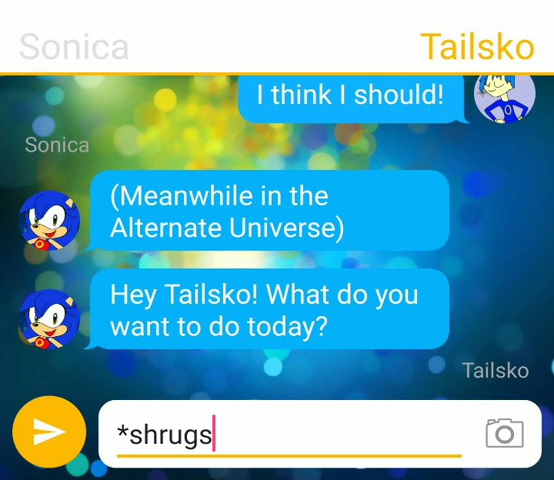 Sonica
Tailsko
I think I should!
Sonica
(Meanwhile in the
Alternate Universe)
Hey Tailsko! What do you
want to do today?
Tailsko
*shrugs